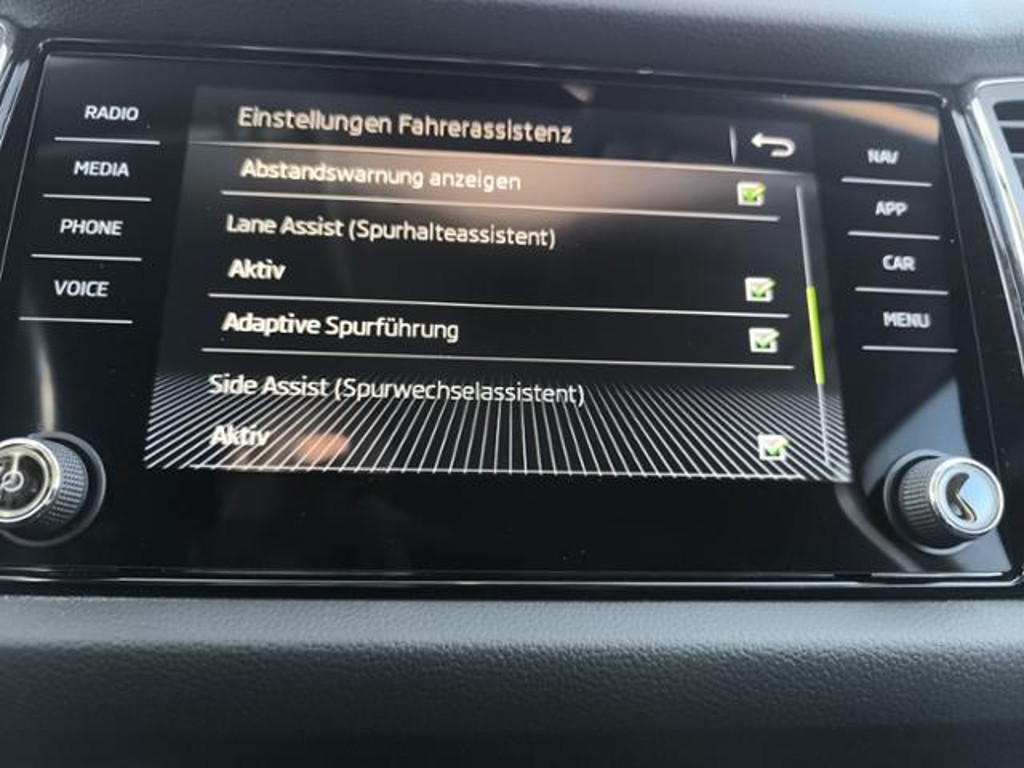 RADIO
MEDIA
PHONE
VOICE
Einstellungen Fahrerassistenz
Abstandswarnung anzeigen
Lane Assist (Spurhalteassistent)
Aktiv
Adaptive Spurführung
Side Assist (Spurwechselassistent)
Aktiv
NAV
APP
CAR
MENU